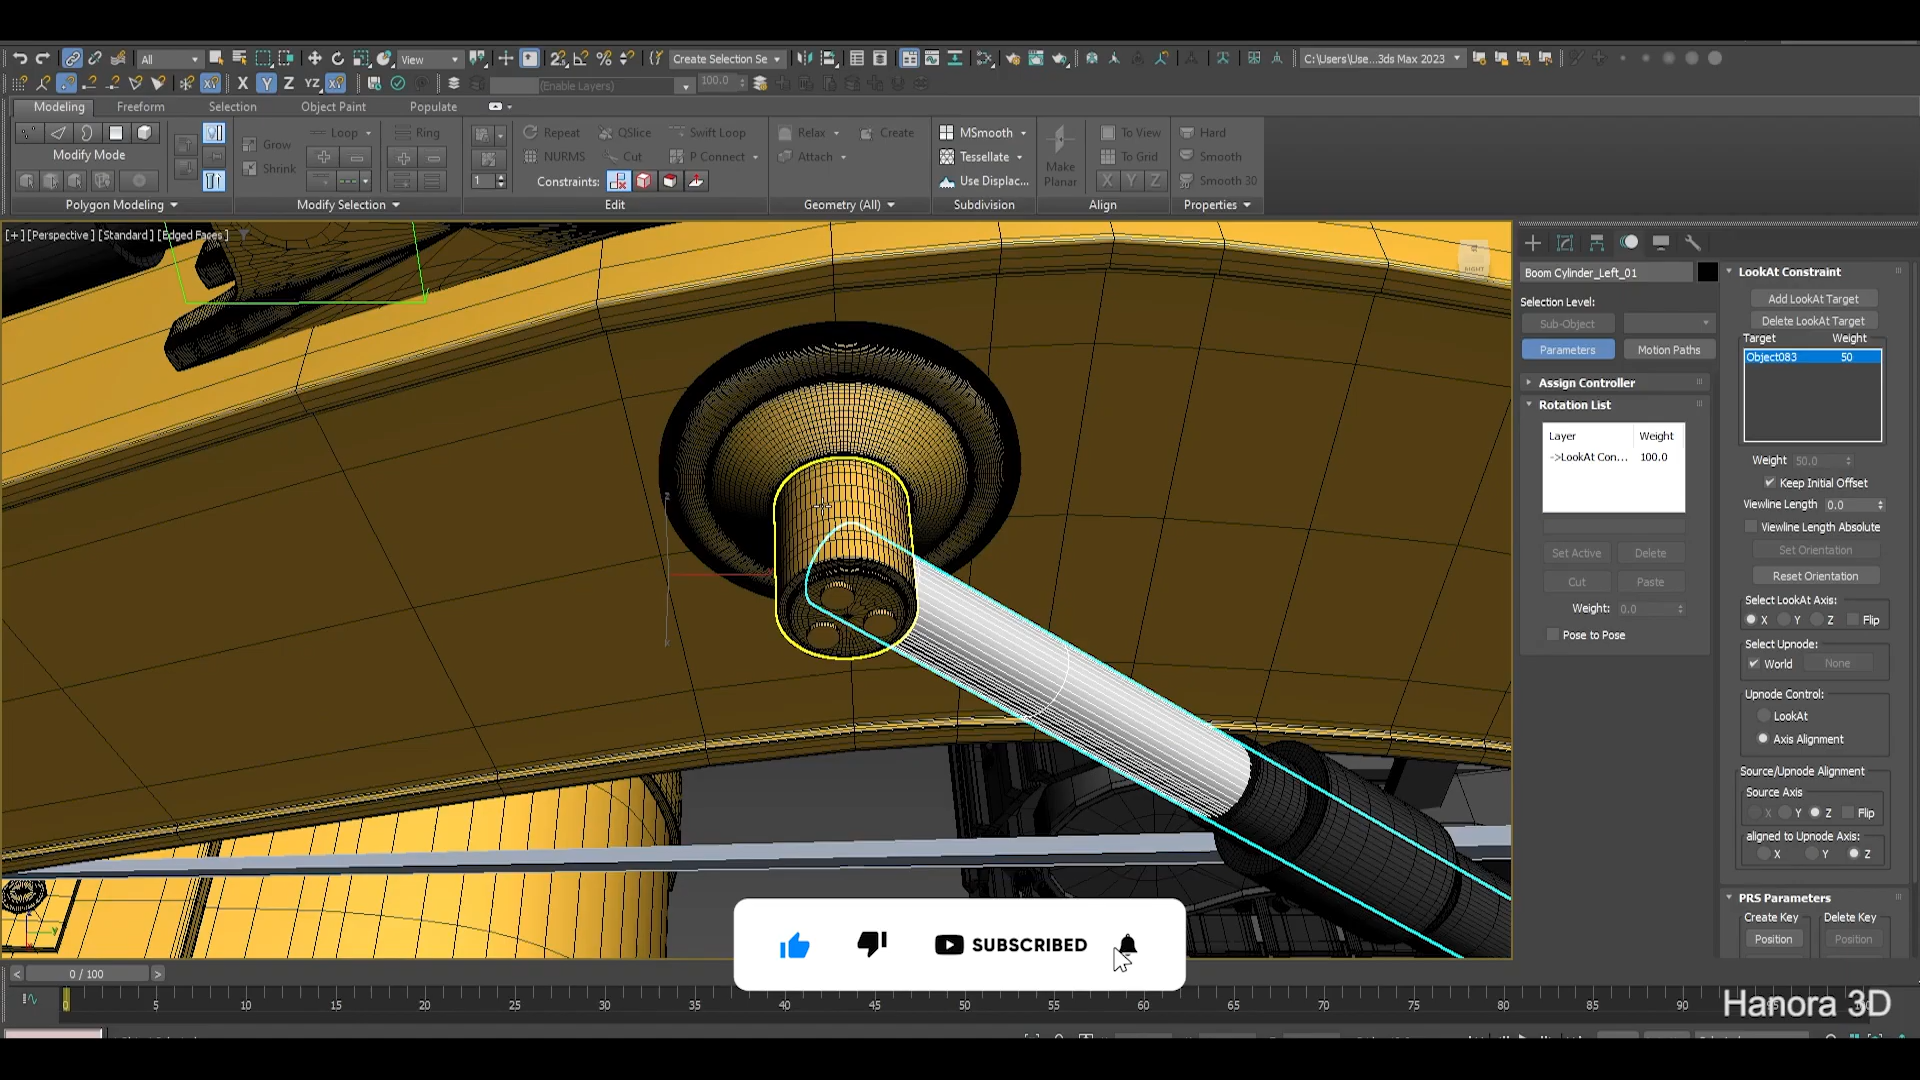 All
View
Create Selection Se
C:\Users\Use...3ds Max 2023
X Y Z YZ
(Enable Layers)
100.0
Modeling Freeform Selection Object Paint Populate
Modify Mode
Polygon Modeling
Grow
Shrink
Loop
Ring
Modify Selection
Repeat QSlice Swift Loop
NURMS Cut P Connect
1 Constraints:
Edit
Relax Create
Attach
Geometry (All)
MSmooth
Tessellate
Use Displac...
Subdivision
Make Planar
To View
To Grid
X Y Z
Align
Hard
Smooth
Smooth 30
Properties
[+] [Perspective] [Standard] [Edged Faces]
RIGHT
Boom Cylinder_Left_01
Selection Level:
Sub-Object
Parameters Motion Paths
Assign Controller
Rotation List
Layer Weight
->LookAt Con... 100.0
Set Active Delete
Cut Paste
Weight: 0.0
Pose to Pose
LookAt Constraint
Add LookAt Target
Delete LookAt Target
Target Weight
Object083 50
Weight 50.0
Keep Initial Offset
Viewline Length 0.0
Viewline Length Absolute
Set Orientation
Reset Orientation
Select LookAt Axis:
X Y Z Flip
Select Upnode:
World None
Upnode Control:
LookAt
Axis Alignment
Source/Upnode Alignment
Source Axis
X Y Z Flip
aligned to Upnode Axis:
X Y Z
PRS Parameters
Create Key Delete Key
Position Position
SUBSCRIBED
< 0 / 100 >
0 5 10 15 20 25 30 35 40 45 50 55 60 65 70 75 80 85 90
Hanora 3D